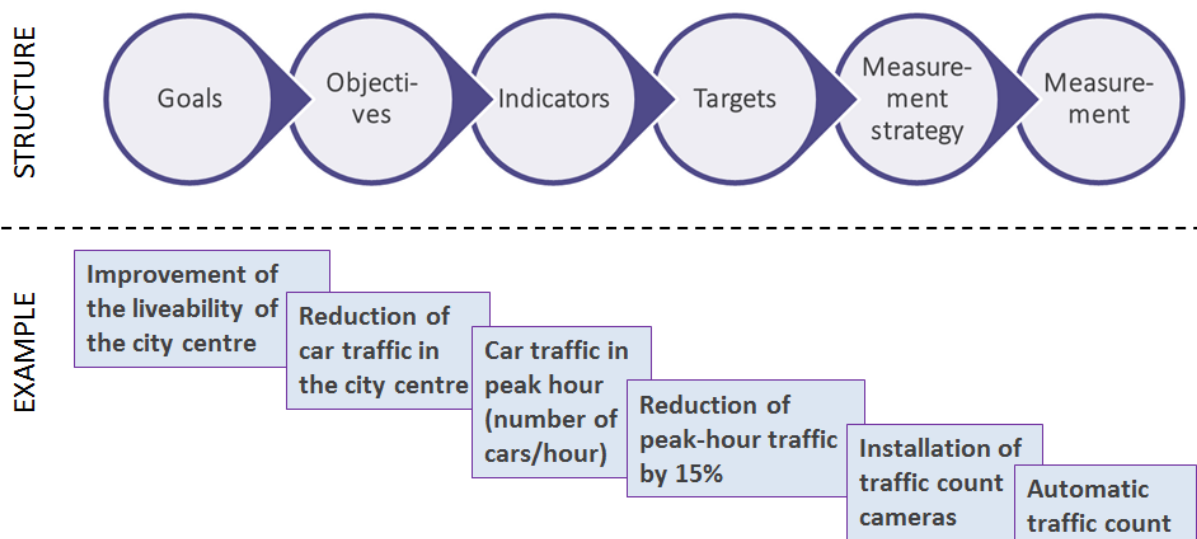 STRUCTURE
Goals
Objecti-
ves
Indicators
Targets
Measure-
ment
strategy
Measure-
ment
EXAMPLE
Improvement of
the liveability of
the city centre
Reduction of
car traffic in
the city centre
Car traffic in
peak hour
(number of
cars/hour)
Reduction of
peak-hour traffic
by 15%
Installation of
traffic count
cameras
Automatic
traffic count